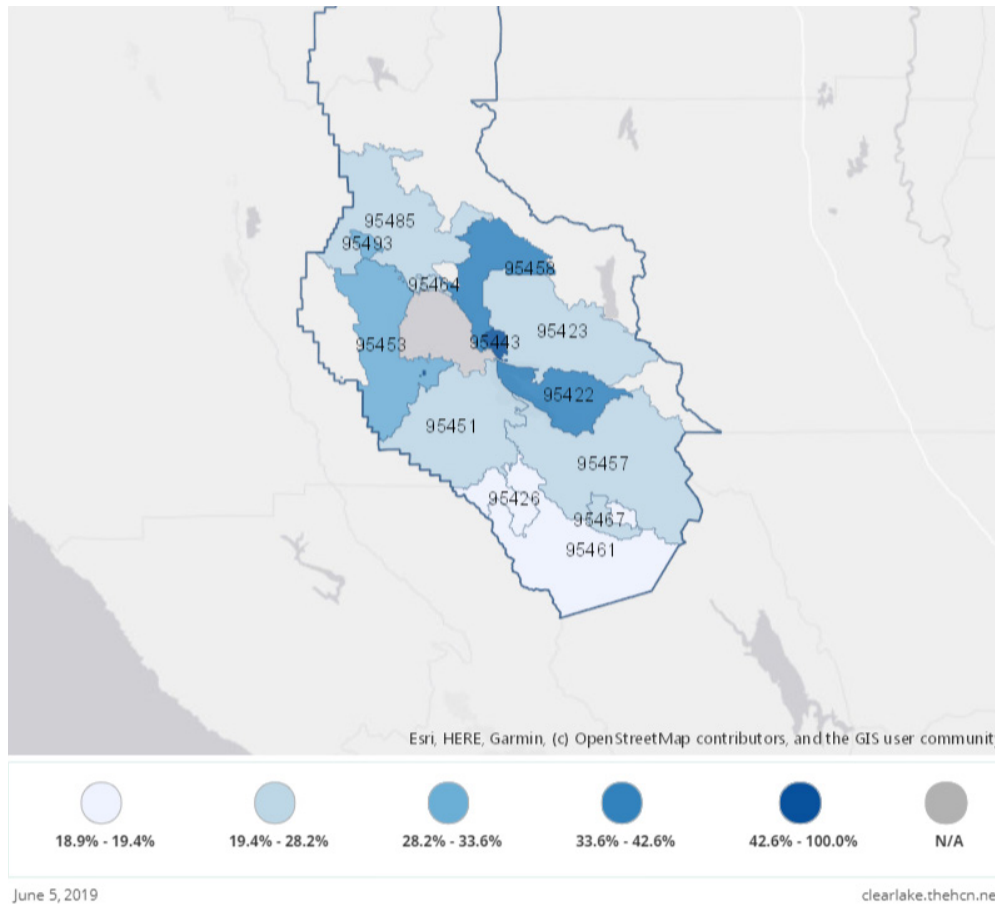 95485
95493
95458
95464
95423
95453
95443
95422
95451
95457
95426
95467
95461
Esri, HERE, Garmin, (c) OpenStreetMap contributors, and the GIS user communit
18.9% - 19.4%
19.4% - 28.2%
28.2% - 33.6%
33.6% - 42.6%
42.6% - 100.0%
N/A
June 5, 2019
clearlake.thehcn.ne